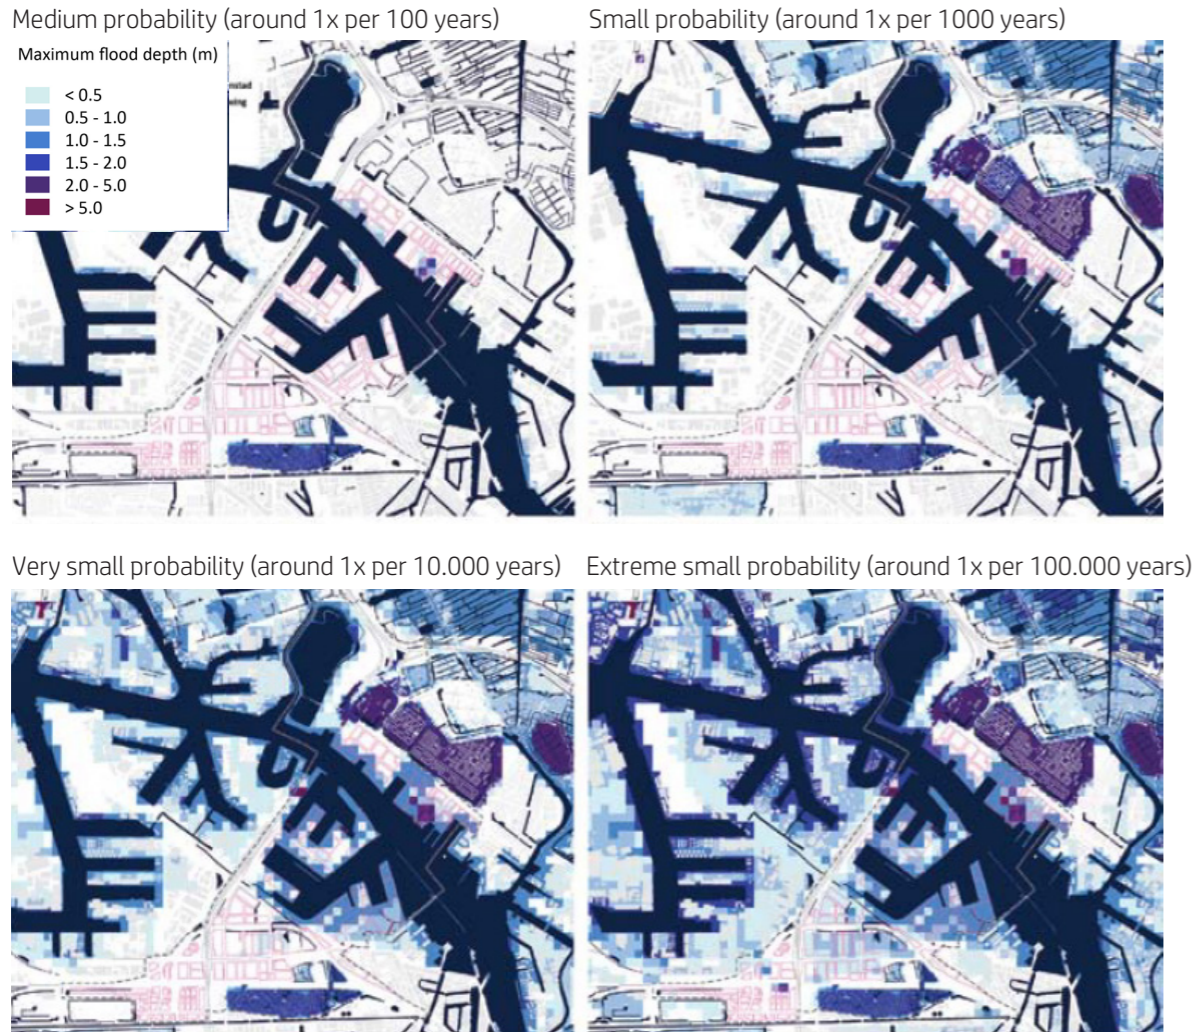 Medium probability (around 1x per 100 years)
Small probability (around 1x per 1000 years)
Maximum flood depth (m)
< 0.5
0.5 - 1.0
1.0 - 1.5
1.5 - 2.0
2.0 - 5.0
> 5.0
Very small probability (around 1x per 10.000 years)
Extreme small probability (around 1x per 100.000 years)